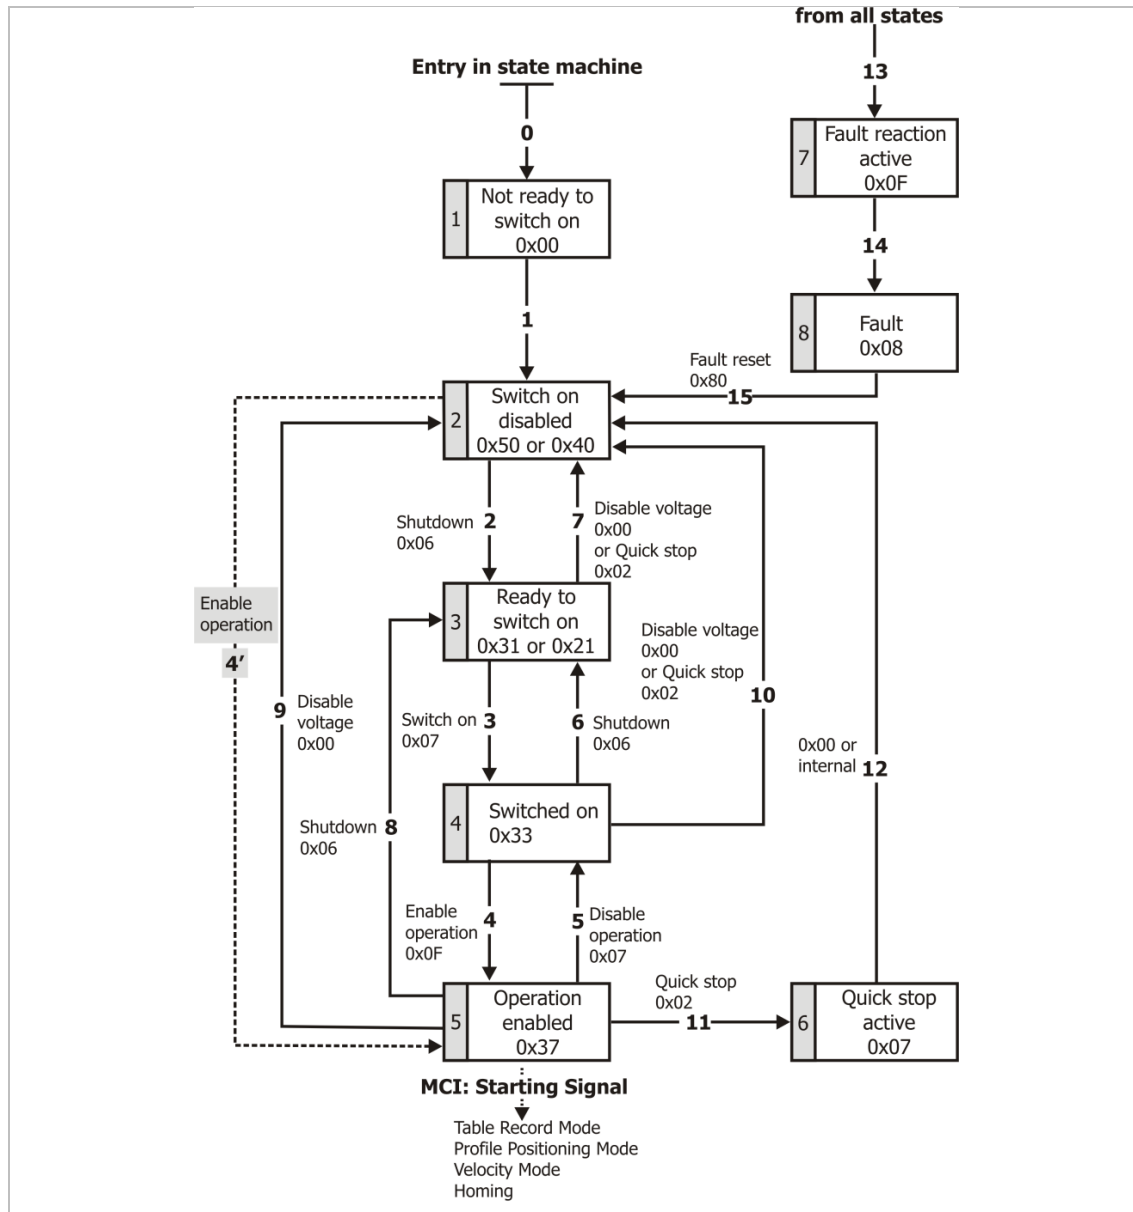 from all states
Entry in state machine
13
0
7
Fault reaction
active
0x0F
1
Not ready to
switch on
0x00
14
1
8
Fault
0x08
Fault reset
0x80
15
2
Switch on
disabled
0x50 or 0x40
Shutdown
0x06
2
7
Disable voltage
0x00
or Quick stop
0x02
Enable
operation
4’
3
Ready to
switch on
0x31 or 0x21
Disable voltage
0x00
or Quick stop
0x02
10
9
Disable
voltage
0x00
Switch on
0x07
3
6
Shutdown
0x06
0x00 or
internal
12
Shutdown
0x06
8
4
Switched on
0x33
Enable
operation
0x0F
4
5
Disable
operation
0x07
Quick stop
0x02
11
5
Operation
enabled
0x37
6
Quick stop
active
0x07
MCI: Starting Signal
Table Record Mode
Profile Positioning Mode
Velocity Mode
Homing